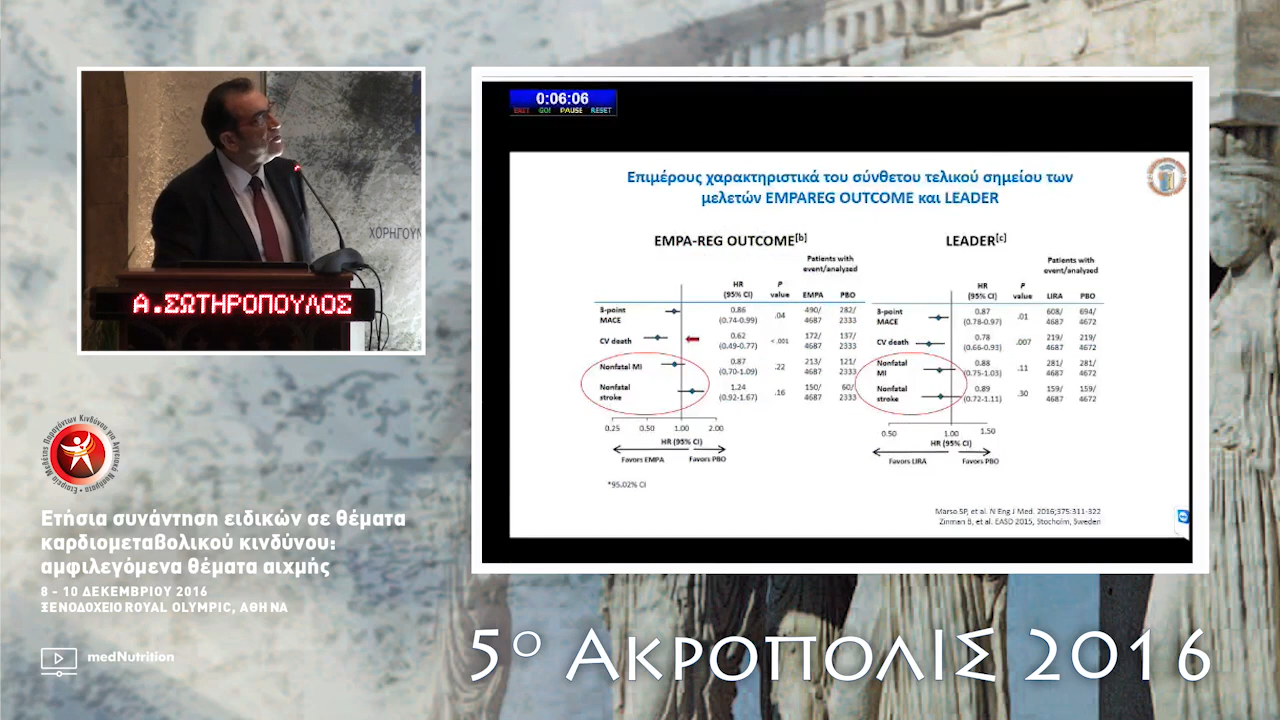 0:06:06
EXIT GO! PAUSE RESET
Επιμέρους χαρακτηριστικά του σύνθετου τελικού σημείου των
μελετών EMPAREG OUTCOME και LEADER
EMPA-REG OUTCOME[b]
Patients with
event/analyzed
HR
(95% CI)
P
value
EMPA
PBO
3-point
MACE
0.86
(0.74-0.99)
.04
490/
4687
282/
2333
CV death
0.62
(0.49-0.77)
<.001
172/
4687
137/
2333
Nonfatal MI
0.87
(0.70-1.09)
.22
213/
4687
121/
2333
Nonfatal
stroke
1.24
(0.92-1.67)
.16
150/
4687
60/
2333
0.25 0.50 1.00 2.00
HR (95% CI)
Favors EMPA Favors PBO
*95.02% CI
LEADER[c]
Patients with
event/analyzed
HR
(95% CI)
P
value
LIRA
PBO
3-point
MACE
0.87
(0.78-0.97)
.01
608/
4687
694/
4672
CV death
0.78
(0.66-0.93)
.007
219/
4687
219/
4672
Nonfatal
MI
0.88
(0.75-1.03)
.11
281/
4687
281/
4672
Nonfatal
stroke
0.89
(0.72-1.11)
.30
159/
4687
159/
4672
0.50 1.00 1.50
HR (95% CI)
Favors LIRA Favors PBO
Marso SP, et al. N Eng J Med. 2016;375:311-322
Zinman B, et al. EASD 2015, Stocholm, Sweden
ΧΟΡΗΓΟΥΝ
Α.ΣΩΤΗΡΟΠΟΥΛΟΣ
Εταιρεία Μελέτης Παραγόντων Κινδύνου για Αγγειακά Νοσήματα
Ετήσια συνάντηση ειδικών σε θέματα
καρδιομεταβολικού κινδύνου:
αμφιλεγόμενα θέματα αιχμής
8 - 10 ΔΕΚΕΜΒΡΙΟΥ 2016
ΞΕΝΟΔΟΧΕΙΟ ROYAL OLYMPIC, ΑΘΗΝΑ
medNutrition
5ο ΑΚΡΟΠΟΛΙΣ 2016